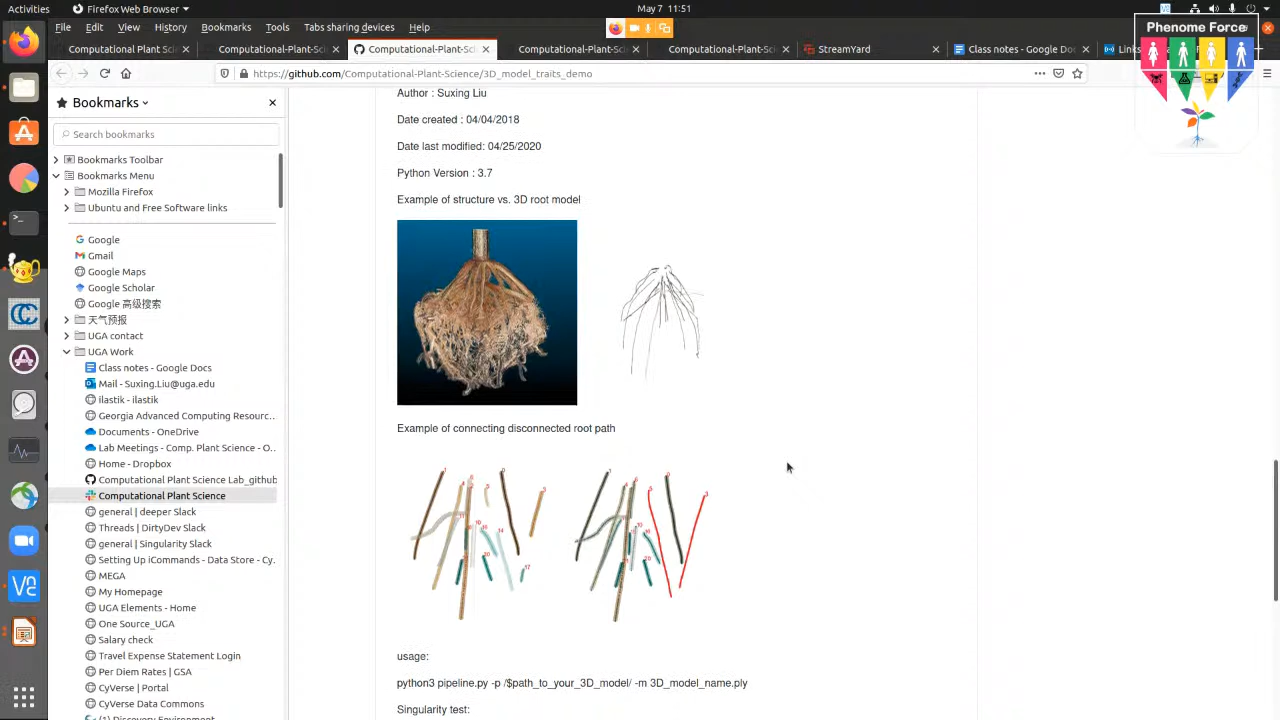 Activities
Firefox Web Browser
May 7 11:51
File Edit View History Bookmarks Tools Tabs sharing devices Help
Phenome Force
Computational Plant Sci
Computational-Plant-Sci
Computational-Plant-Sci
Computational-Plant-Sci
Computational-Plant-Sci
StreamYard
Class notes - Google Doc
Links
https://github.com/Computational-Plant-Science/3D_model_traits_demo
Bookmarks
Search bookmarks
Bookmarks Toolbar
Bookmarks Menu
Mozilla Firefox
Ubuntu and Free Software links
Google
Gmail
Google Maps
Google Scholar
Google 高级搜索
天气预报
UGA contact
UGA Work
Class notes - Google Docs
Mail - Suxing.Liu@uga.edu
ilastik - ilastik
Georgia Advanced Computing Resourc...
Documents - OneDrive
Lab Meetings - Comp. Plant Science - O...
Home - Dropbox
Computational Plant Science Lab_github
Computational Plant Science
general | deeper Slack
Threads | DirtyDev Slack
general | Singularity Slack
Setting Up iCommands - Data Store - Cy...
MEGA
My Residence
UGA Elements - Home
One Source_UGA
Salary check
Travel Expense Statement Login
Per Diem Rates | GSA
CyVerse | Portal
CyVerse Data Commons
(1) Discovery Environment
Author : Suxing Liu
Date created : 04/04/2018
Date last modified: 04/25/2020
Python Version : 3.7
Example of structure vs. 3D root model
Example of connecting disconnected root path
usage:
python3 pipeline.py -p /$path_to_your_3D_model/ -m 3D_model_name.ply
Singularity test: